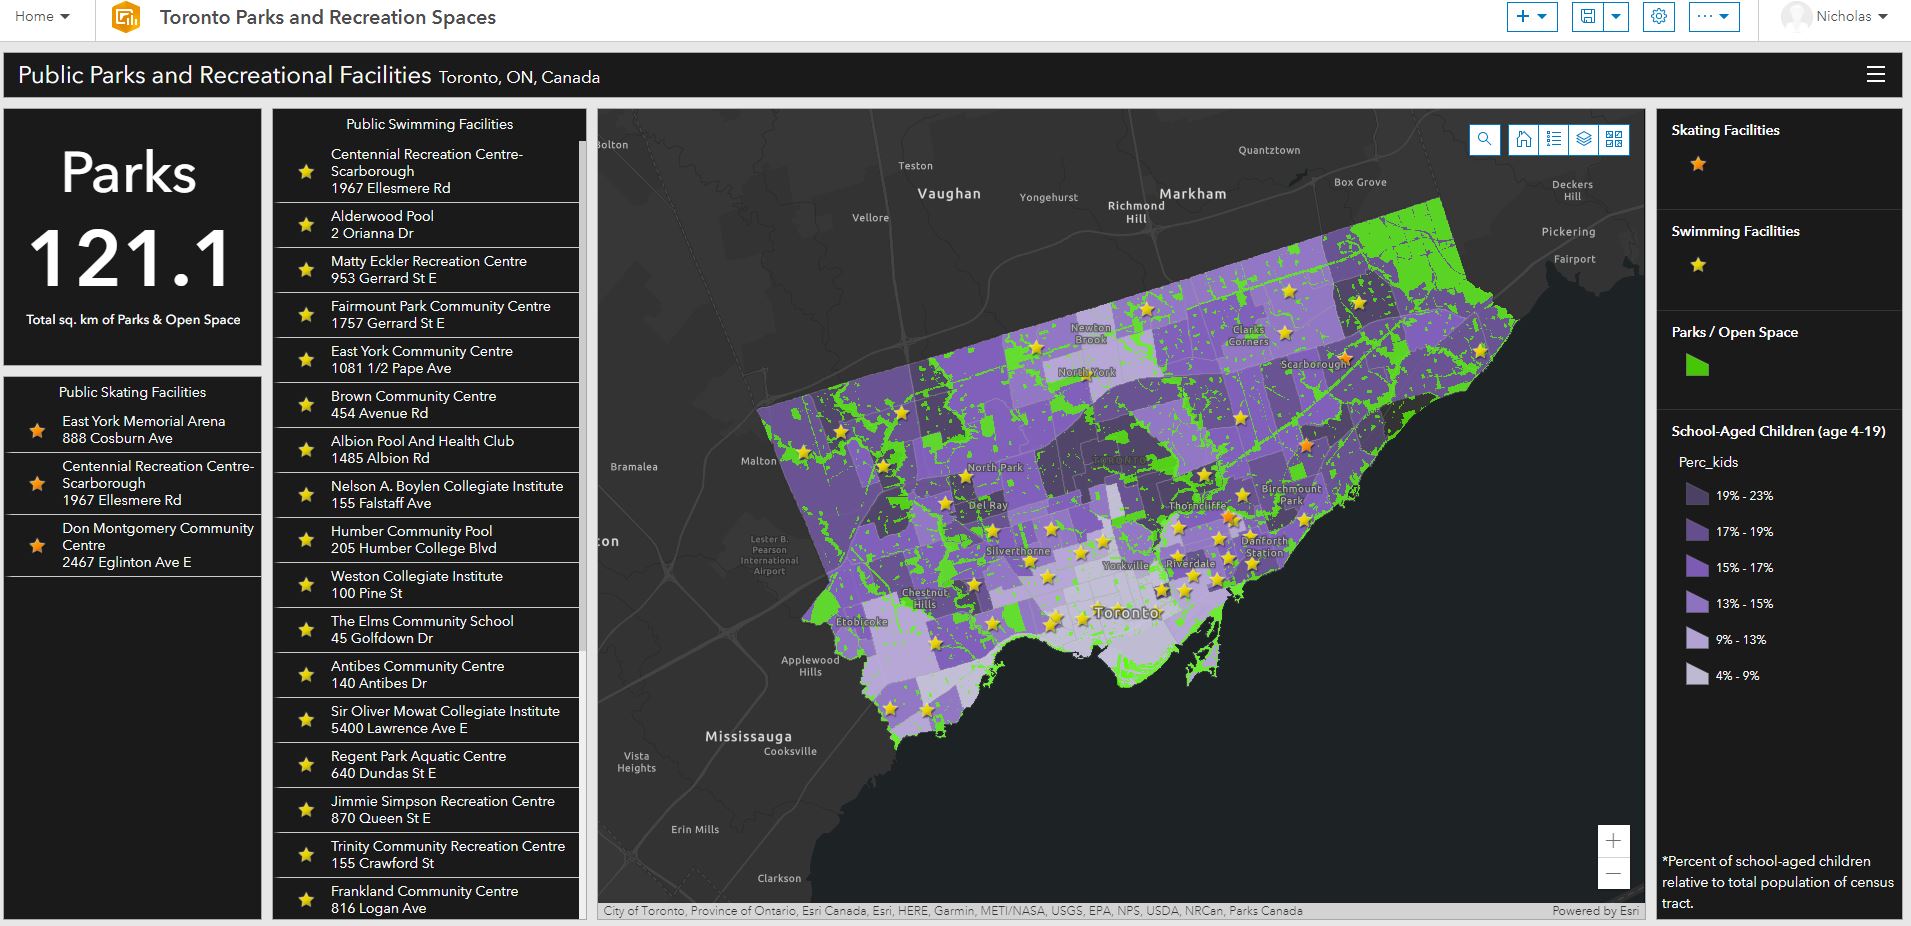 Home
Toronto Parks and Recreation Spaces
Nicholas
Public Parks and Recreational Facilities Toronto, ON, Canada
Parks
121.1
Total sq. km of Parks & Open Space
Public Skating Facilities
East York Memorial Arena
888 Cosburn Ave
Centennial Recreation Centre-
Scarborough
1967 Ellesmere Rd
Don Montgomery Community
Centre
2467 Eglinton Ave E
Public Swimming Facilities
Centennial Recreation Centre-
Scarborough
1967 Ellesmere Rd
Alderwood Pool
2 Orianna Dr
Matty Eckler Recreation Centre
953 Gerrard St E
Fairmount Park Community Centre
1757 Gerrard St E
East York Community Centre
1081 1/2 Pape Ave
Brown Community Centre
454 Avenue Rd
Albion Pool And Health Club
1485 Albion Rd
Nelson A. Boylen Collegiate Institute
155 Falstaff Ave
Humber Community Pool
205 Humber College Blvd
Weston Collegiate Institute
100 Pine St
The Elms Community School
45 Golfdown Dr
Antibes Community Centre
140 Antibes Dr
Sir Oliver Mowat Collegiate Institute
5400 Lawrence Ave E
Regent Park Aquatic Centre
640 Dundas St E
Jimmie Simpson Recreation Centre
870 Queen St E
Trinity Community Recreation Centre
155 Crawford St
Frankland Community Centre
816 Logan Ave
olton
Teston
Quantztown
Vaughan
Yongehurst
Markham
Box Grove
Deckers
Hill
Richmond
Hill
Vellore
Pickering
Fairport
Newton
Brook
Clarks
Corners
North York
Scarborough
Malton
Bramalea
North Park
TORONTO
Birchmount
Park
Del Ray
Thorncliffe
ton
Lester B.
Pearson
International
Airport
Silverthorne
Danforth
Station
Yorkville
Riverdale
Chestnut
Hills
Etobicoke
Toronto
Applewood
Hills
Mississauga
Cooksville
Vista
Heights
Erin Mills
Clarkson
City of Toronto, Province of Ontario, Esri Canada, Esri, HERE, Garmin, METI/NASA, USGS, EPA, NPS, USDA, NRCan, Parks Canada
Powered by Esri
Skating Facilities
Swimming Facilities
Parks / Open Space
School-Aged Children (age 4-19)
Perc_kids
19% - 23%
17% - 19%
15% - 17%
13% - 15%
9% - 13%
4% - 9%
*Percent of school-aged children
relative to total population of census
tract.